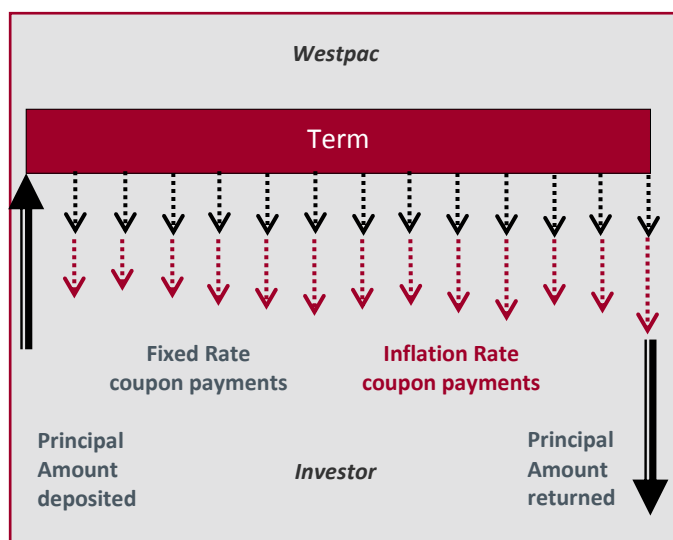 Westpac
Term
Fixed Rate
coupon payments
Inflation Rate
coupon payments
Principal
Amount
deposited
Investor
Principal
Amount
returned